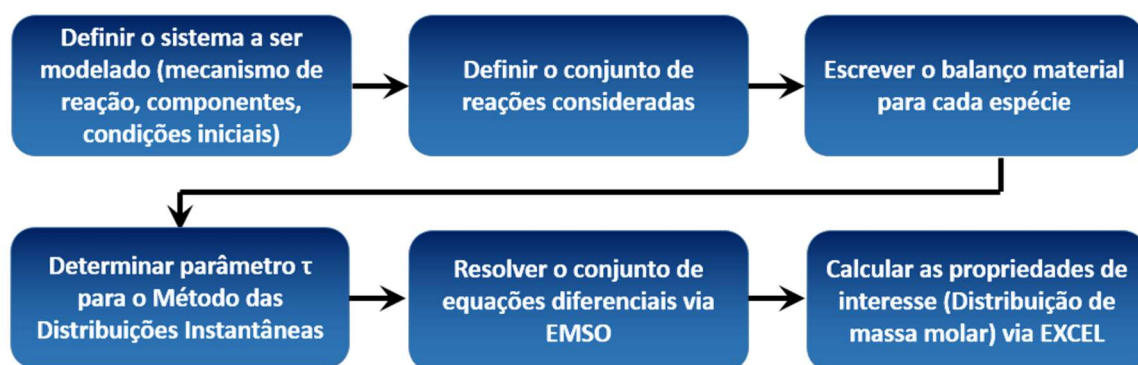 Definir o sistema a ser
modelado (mecanismo de
reação, componentes,
condições iniciais)
Definir o conjunto de
reações consideradas
Escrever o balanço material
para cada espécie
Determinar parâmetro τ
para o Método das
Distribuições Instantâneas
Resolver o conjunto de
equações diferenciais via
EMSO
Calcular as propriedades de
interesse (Distribuição de
massa molar) via EXCEL